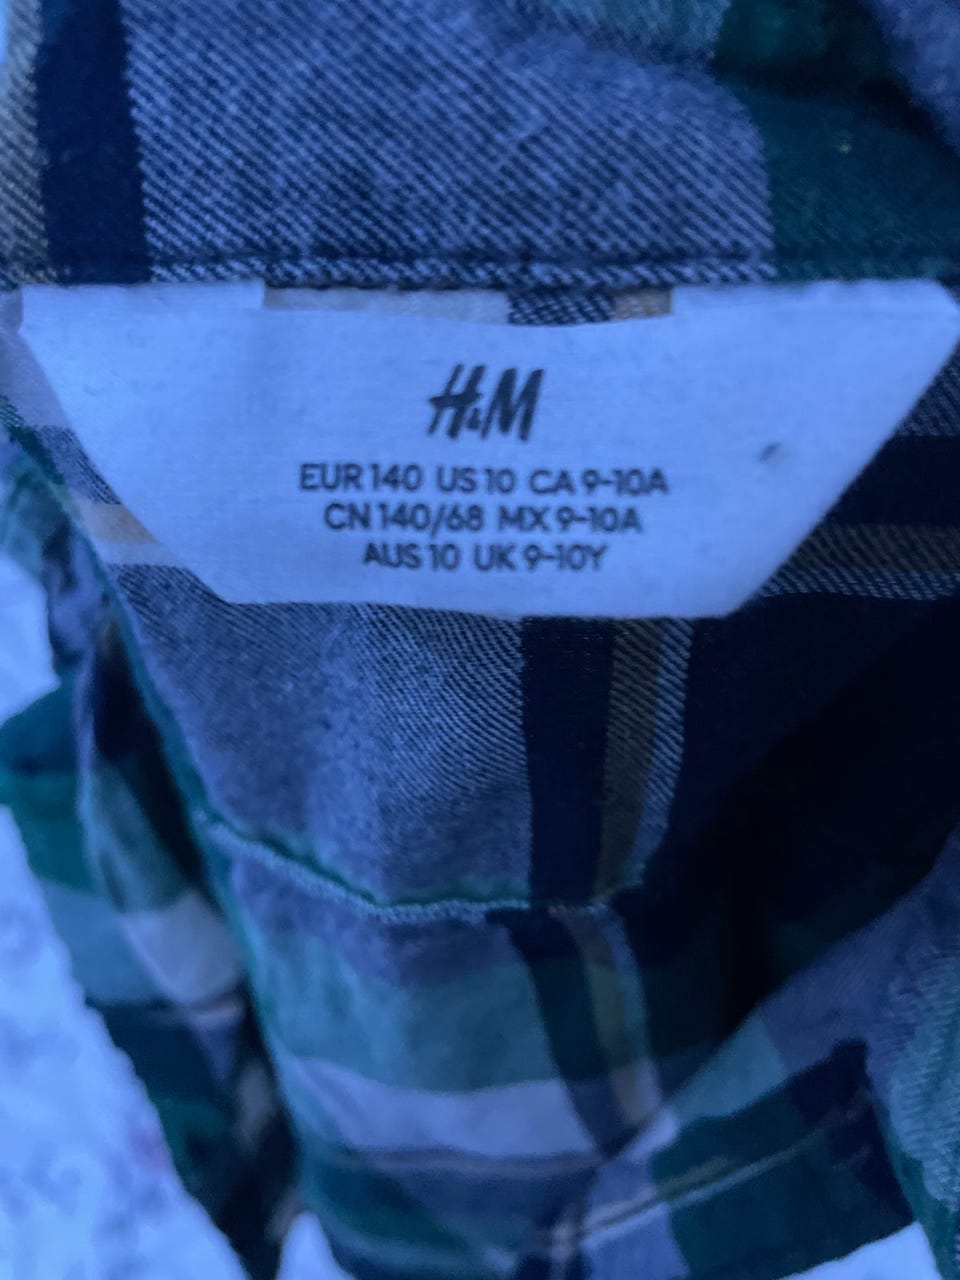 H&M
EUR 140 US 10 CA 9-10A
CN 140/68 MX 9-10A
AUS 10 UK 9-10Y